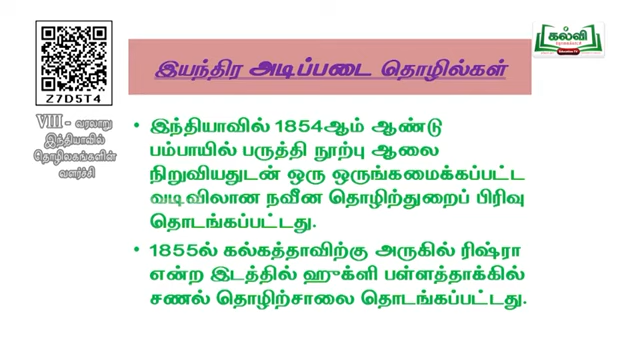 இயந்திர அடிப்படை தொழில்கள்
கல்வி
Z7D5T4
VIII - வரலாறு
இந்தியாவில்
தொழிலகங்களின்
வளர்ச்சி
• இந்தியாவில் 1854ஆம் ஆண்டு
பம்பாயில் பருத்தி நூற்பு ஆலை
நிறுவியதுடன் ஒரு ஒருங்கமைக்கப்பட்ட
வடிவிலான நவீன தொழிற்துறைப் பிரிவு
தொடங்கப்பட்டது.
• 1855ல் கல்கத்தாவிற்கு அருகில் ரிஷ்ரா
என்ற இடத்தில் ஹுக்ளி பள்ளத்தாக்கில்
சணல் தொழிற்சாலை தொடங்கப்பட்டது.